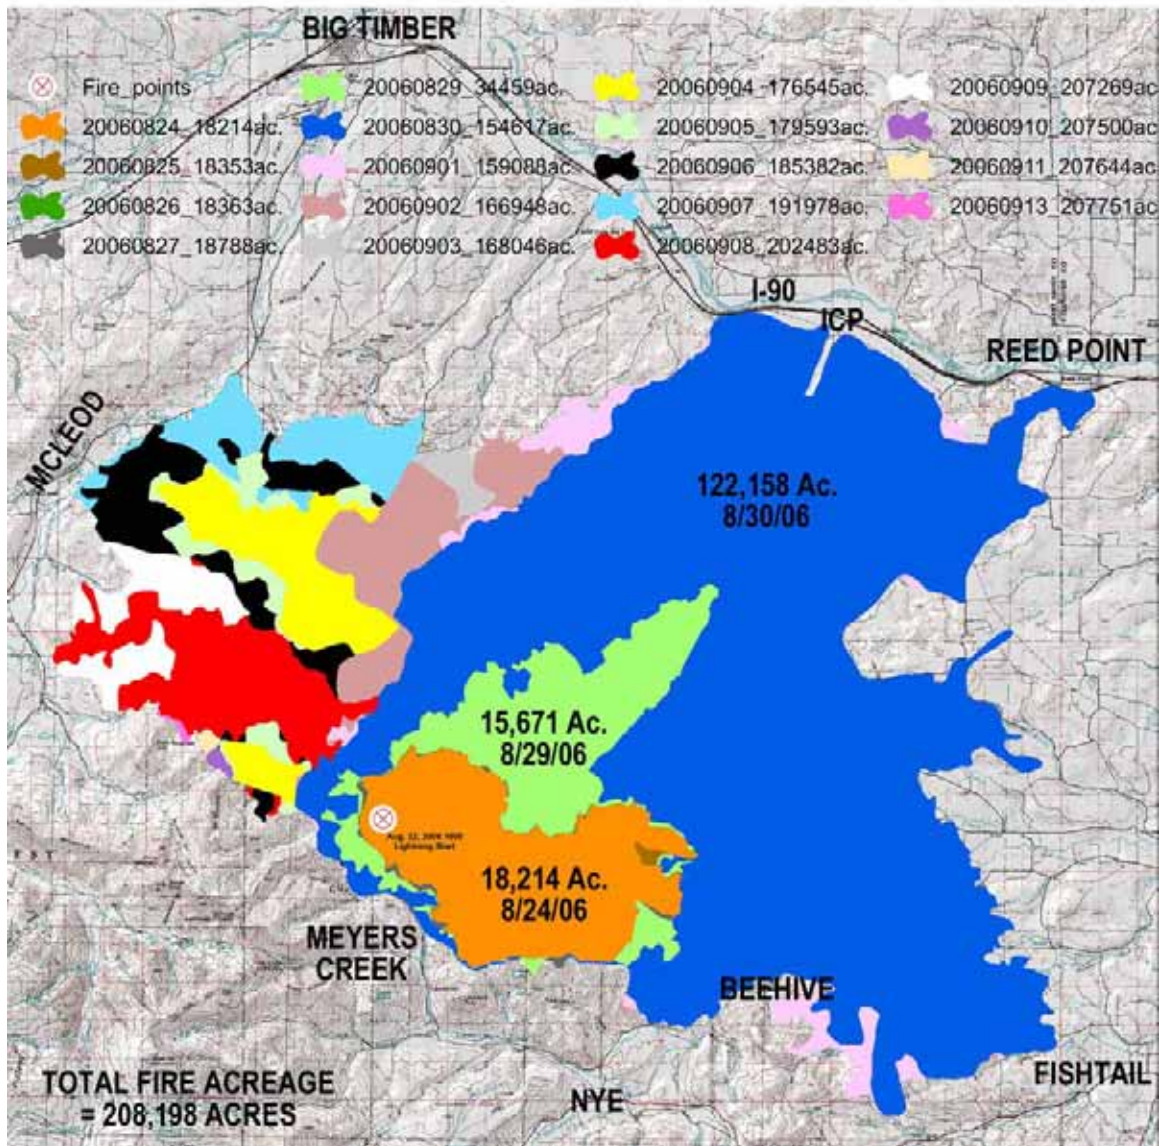 BIG TIMBER
Fire_points
20060824_18214ac.
20060825_18353ac.
20060826_18363ac.
20060827_18788ac.
20060829_34459ac.
20060830_154617ac.
20060901_159088ac.
20060902_166948ac.
20060903_168046ac.
20060904_176545ac.
20060905_179593ac.
20060906_185382ac.
20060907_191978ac.
20060908_202483ac.
20060909_207269ac
20060910_207500ac
20060911_207644ac
20060913_207751ac
I-90
ICP
REED POINT
MCLEOD
122,158 Ac.
8/30/06
15,671 Ac.
8/29/06
Lightning Start
18,214 Ac.
8/24/06
MEYERS
CREEK
BEEHIVE
TOTAL FIRE ACREAGE
= 208,198 ACRES
NYE
FISHTAIL